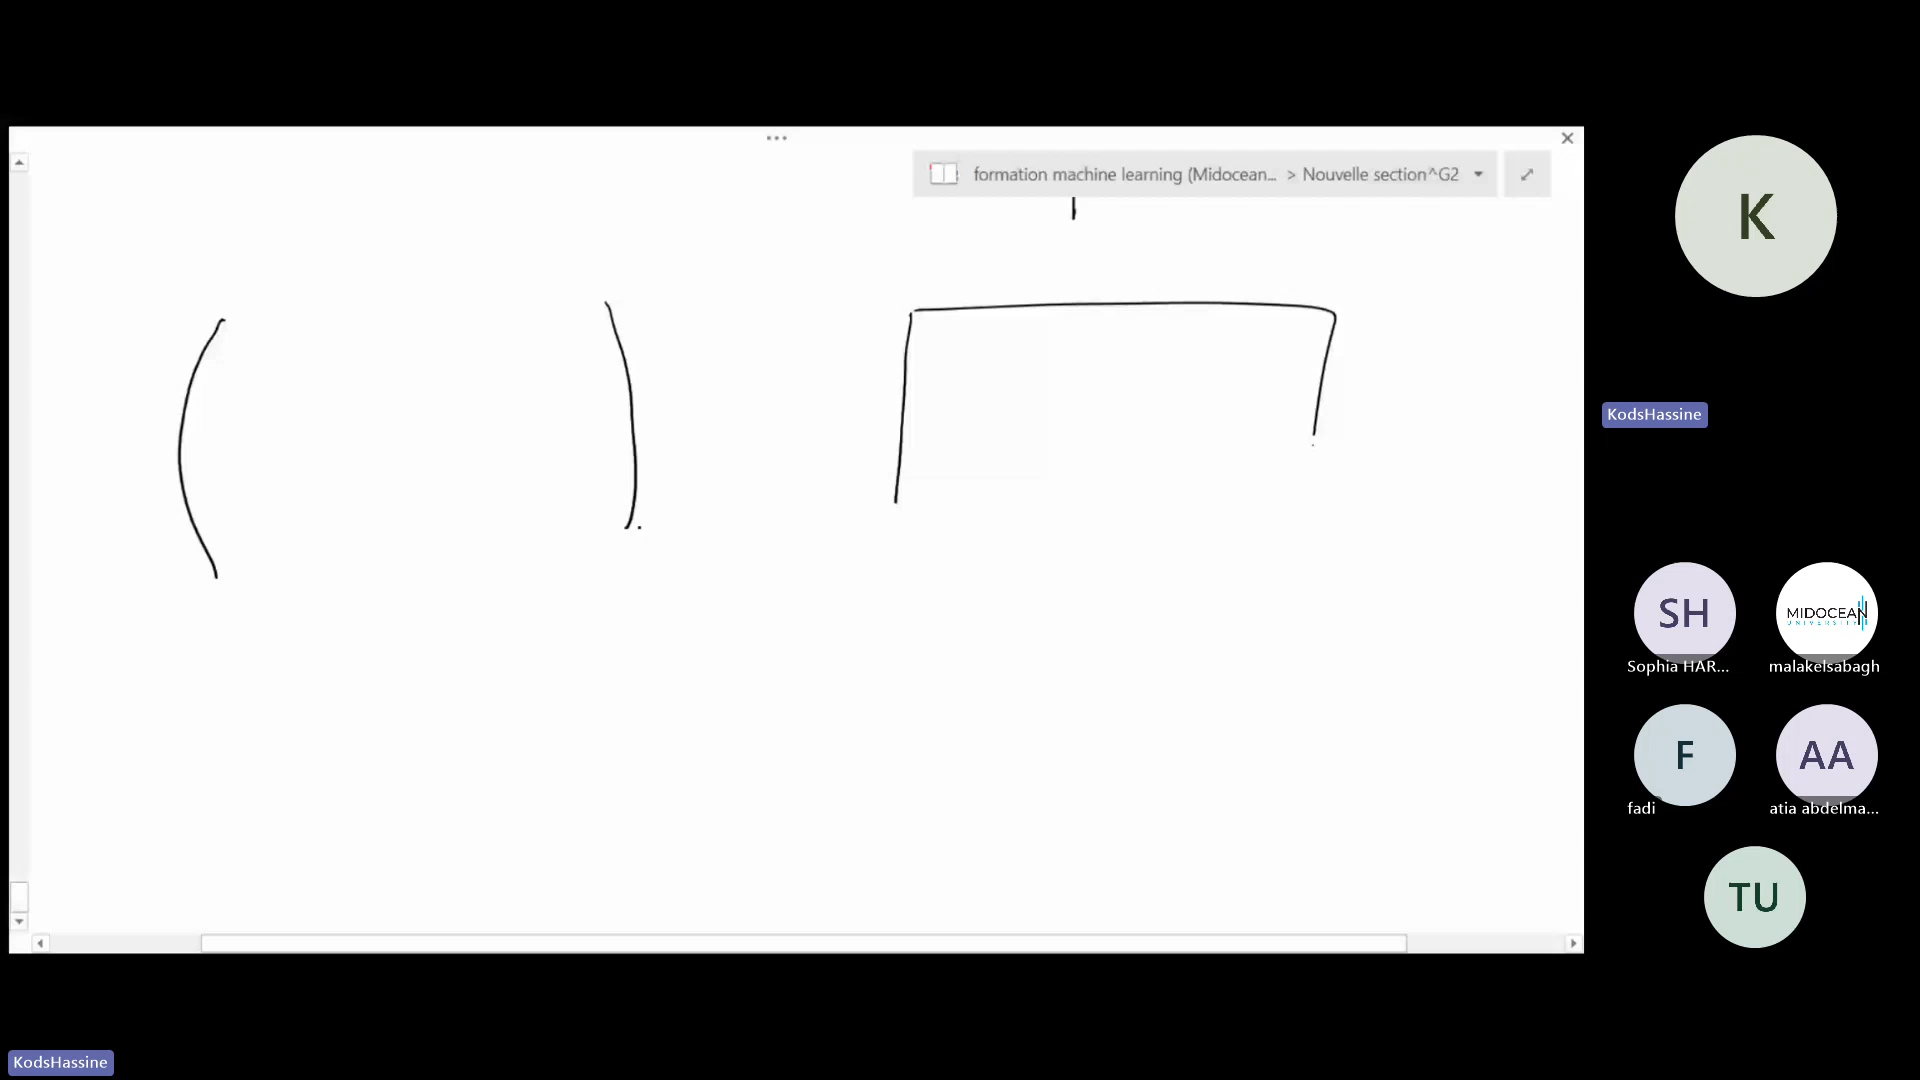 formation machine learning (Midocean... > Nouvelle section^G2
K
KodsHassine
SH
Sophia HAR...
MIDOCEAN
UNIVERSITY
malakelsabagh
F
fadi
AA
atia abdelma...
TU
KodsHassine